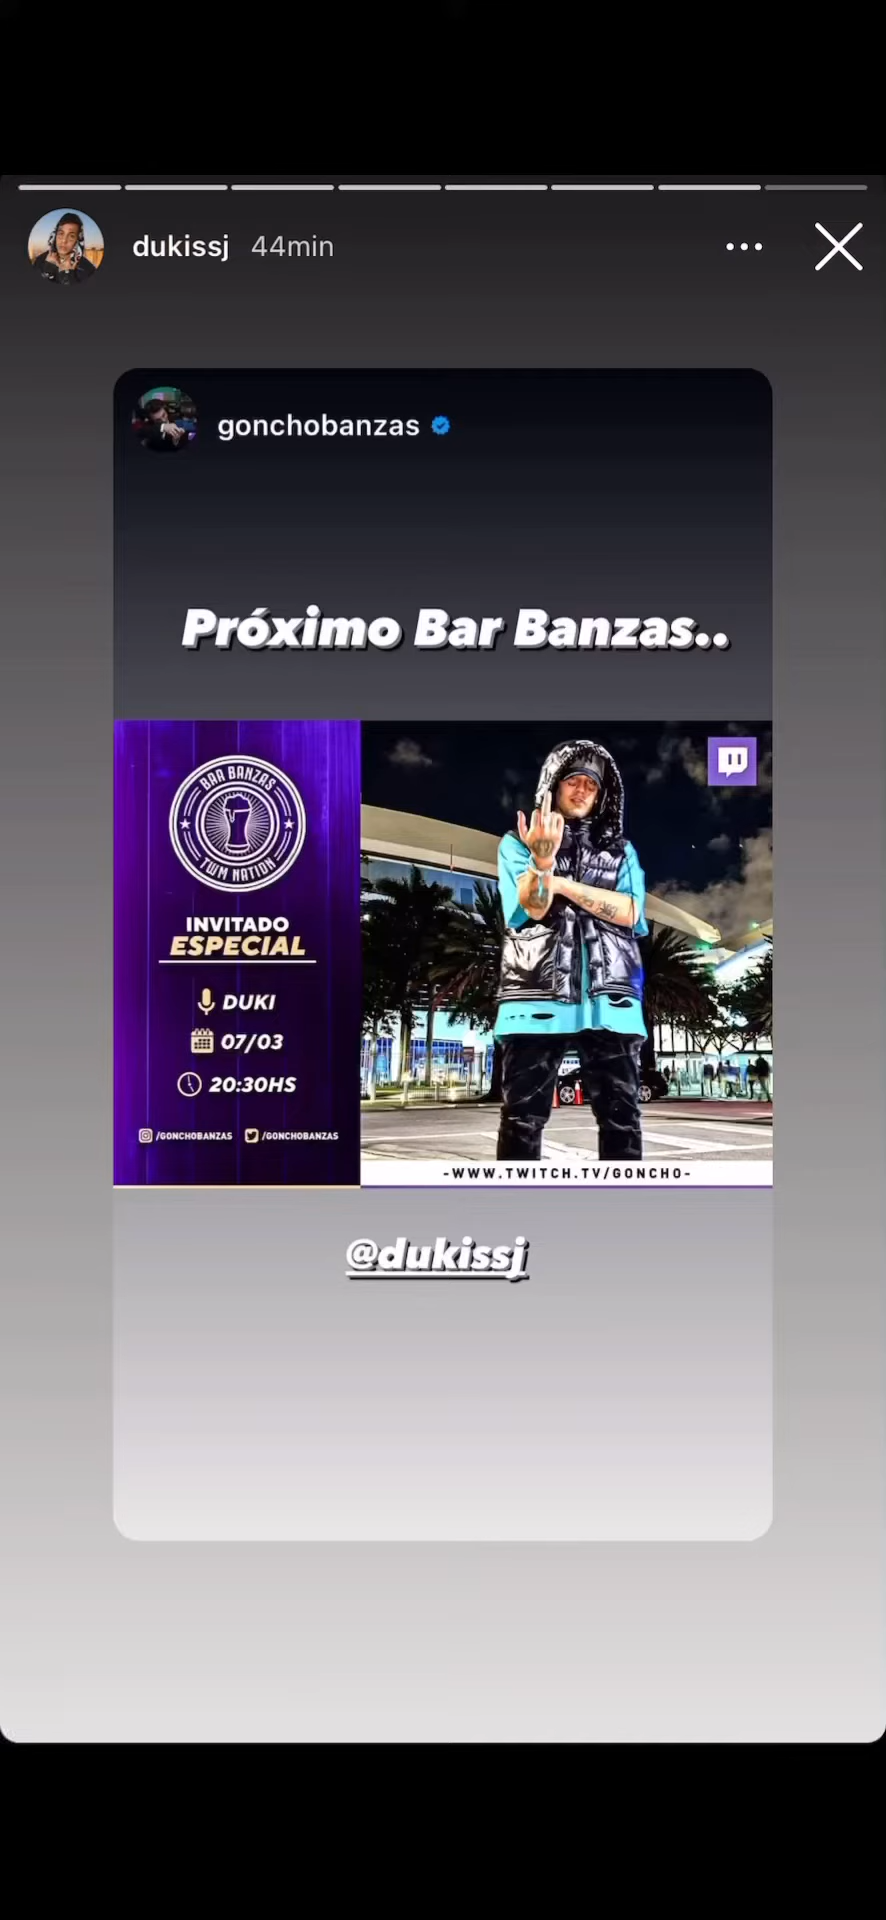 dukissj 44min
gonchobanzas
Próximo Bar Banzas..
BAR BANZAS
TWM NATION
INVITADO
ESPECIAL
DUKI
07/03
20:30HS
/GONCHOBANZAS /GONCHOBANZAS
-WWW.TWITCH.TV/GONCHO-
@dukissj